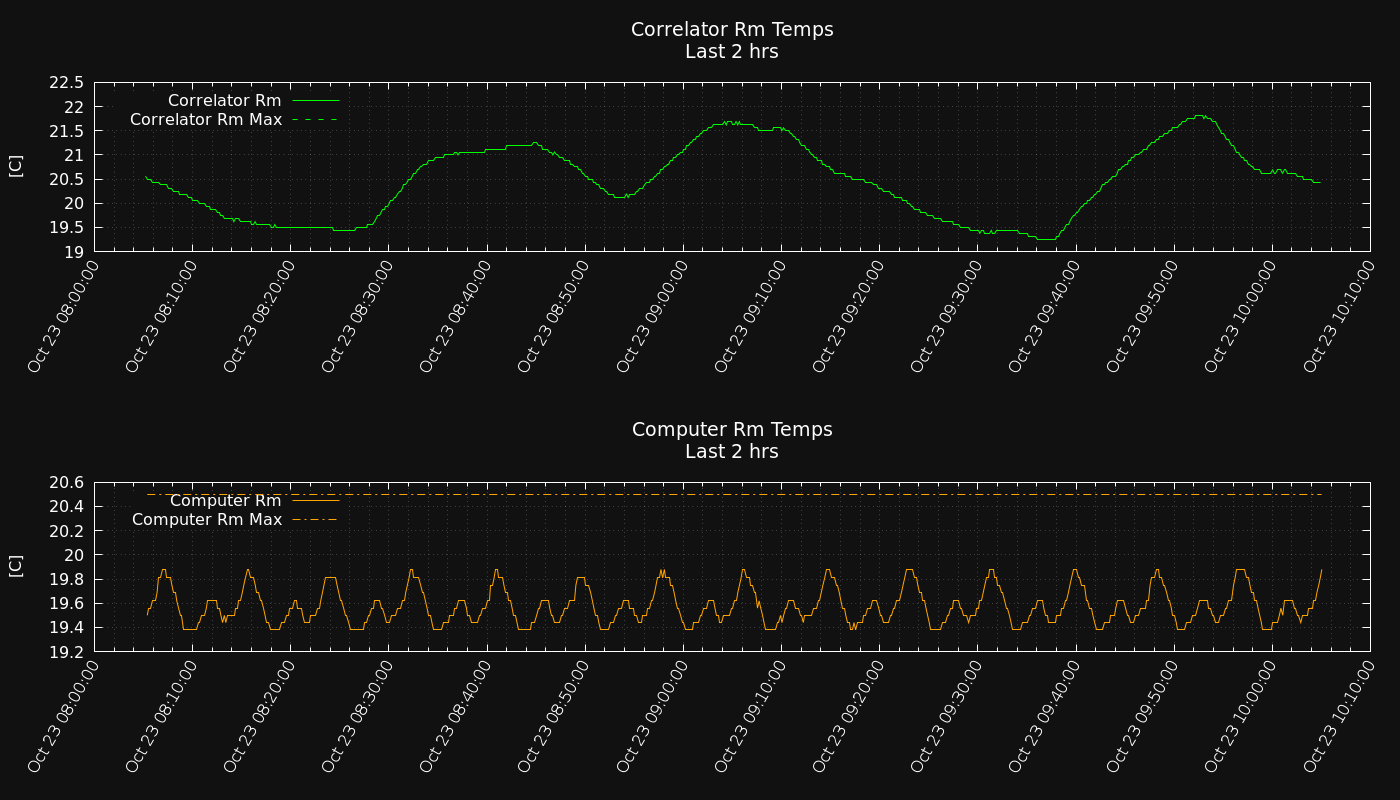 Correlator Rm Temps
Last 2 hrs
22.5
22
21.5
21
20.5
20
19.5
19
[C]
Correlator Rm
Correlator Rm Max
Oct 23 08:00:00
Oct 23 08:10:00
Oct 23 08:20:00
Oct 23 08:30:00
Oct 23 08:40:00
Oct 23 08:50:00
Oct 23 09:00:00
Oct 23 09:10:00
Oct 23 09:20:00
Oct 23 09:30:00
Oct 23 09:40:00
Oct 23 09:50:00
Oct 23 10:00:00
Oct 23 10:10:00
Computer Rm Temps
Last 2 hrs
20.6
20.4
20.2
20
19.8
19.6
19.4
19.2
[C]
Computer Rm
Computer Rm Max
Oct 23 08:00:00
Oct 23 08:10:00
Oct 23 08:20:00
Oct 23 08:30:00
Oct 23 08:40:00
Oct 23 08:50:00
Oct 23 09:00:00
Oct 23 09:10:00
Oct 23 09:20:00
Oct 23 09:30:00
Oct 23 09:40:00
Oct 23 09:50:00
Oct 23 10:00:00
Oct 23 10:10:00